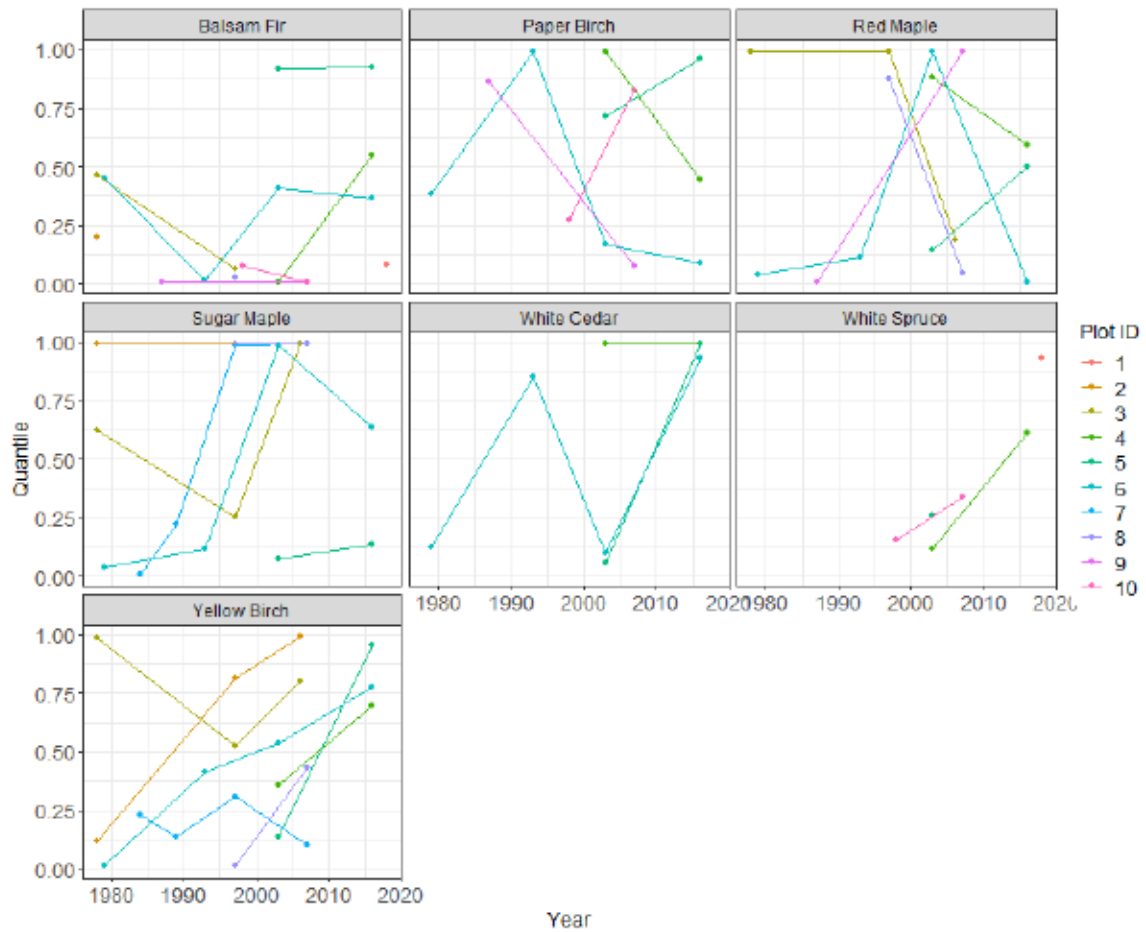 Balsam Fir
Paper Birch
Red Maple
1.00
0.75
0.50
0.25
0.00
Sugar Maple
White Cedar
White Spruce
1.00
0.75
0.50
0.25
0.00
1980 1990 2000 2010 2020
1980 1990 2000 2010 2020
Yellow Birch
1.00
0.75
0.50
0.25
0.00
1980 1990 2000 2010 2020
Year
Quantile
Plot ID
1
2
3
4
5
6
7
8
9
10